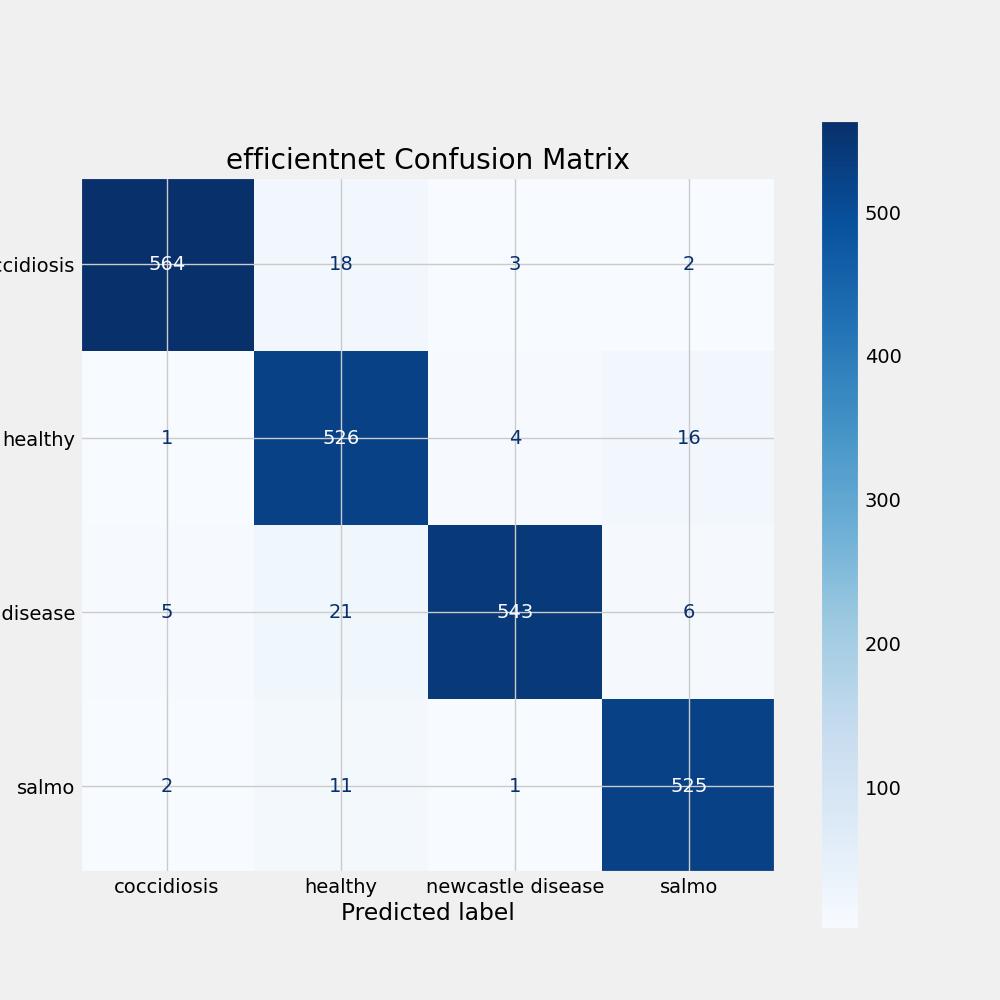 efficientnet Confusion Matrix
ccidiosis 564 18 3 2
healthy 1 526 4 16
disease 5 21 543 6
salmo 2 11 1 525
coccidiosis healthy newcastle disease salmo
Predicted label
500
400
300
200
100